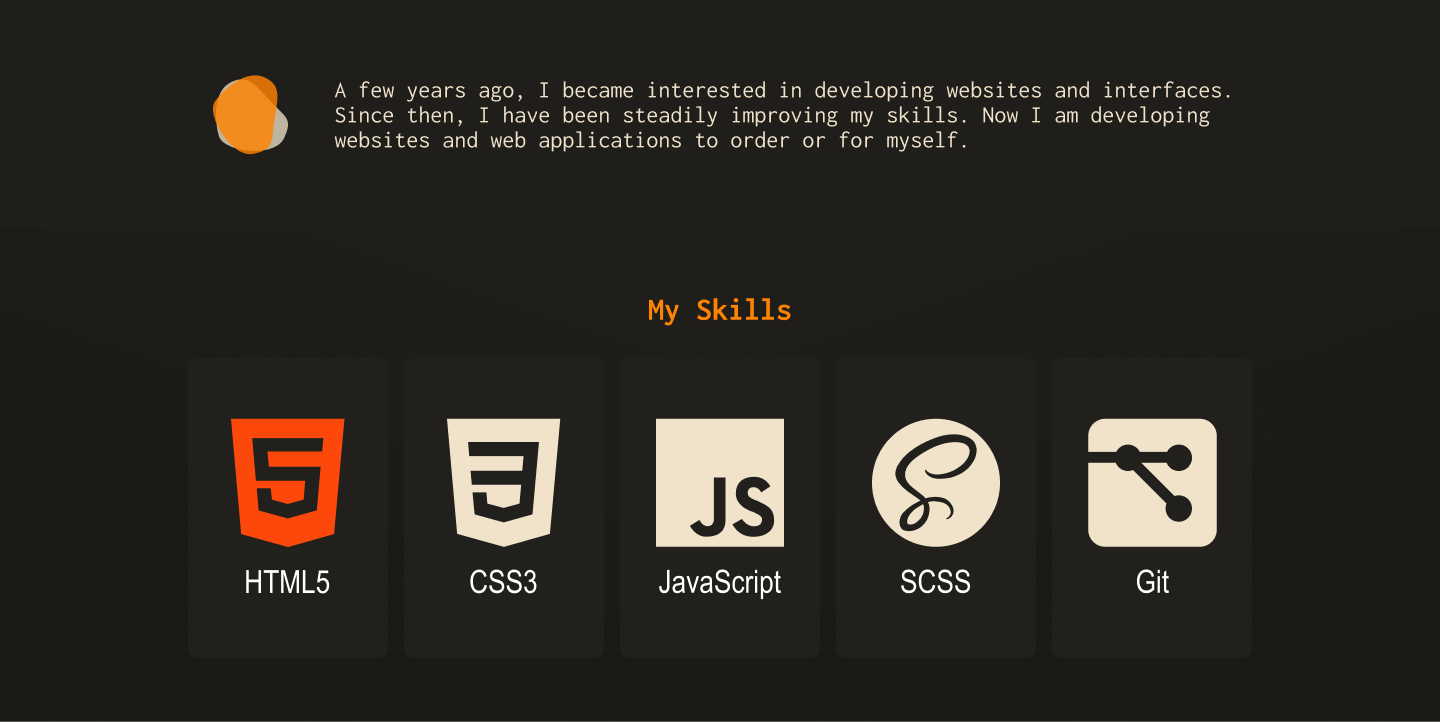 A few years ago, I became interested in developing websites and interfaces.
Since then, I have been steadily improving my skills. Now I am developing
websites and web applications to order or for myself.
My Skills
5
JS
HTML5
CSS3
JavaScript
SCSS
Git